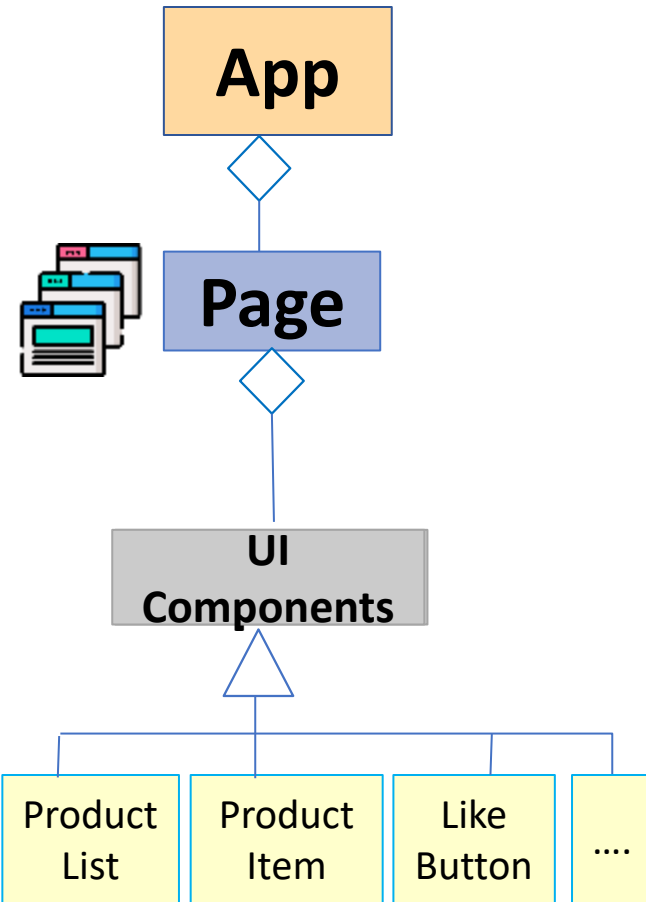 App
Page
UI
Components
Product
List
Product
Item
Like
Button
....